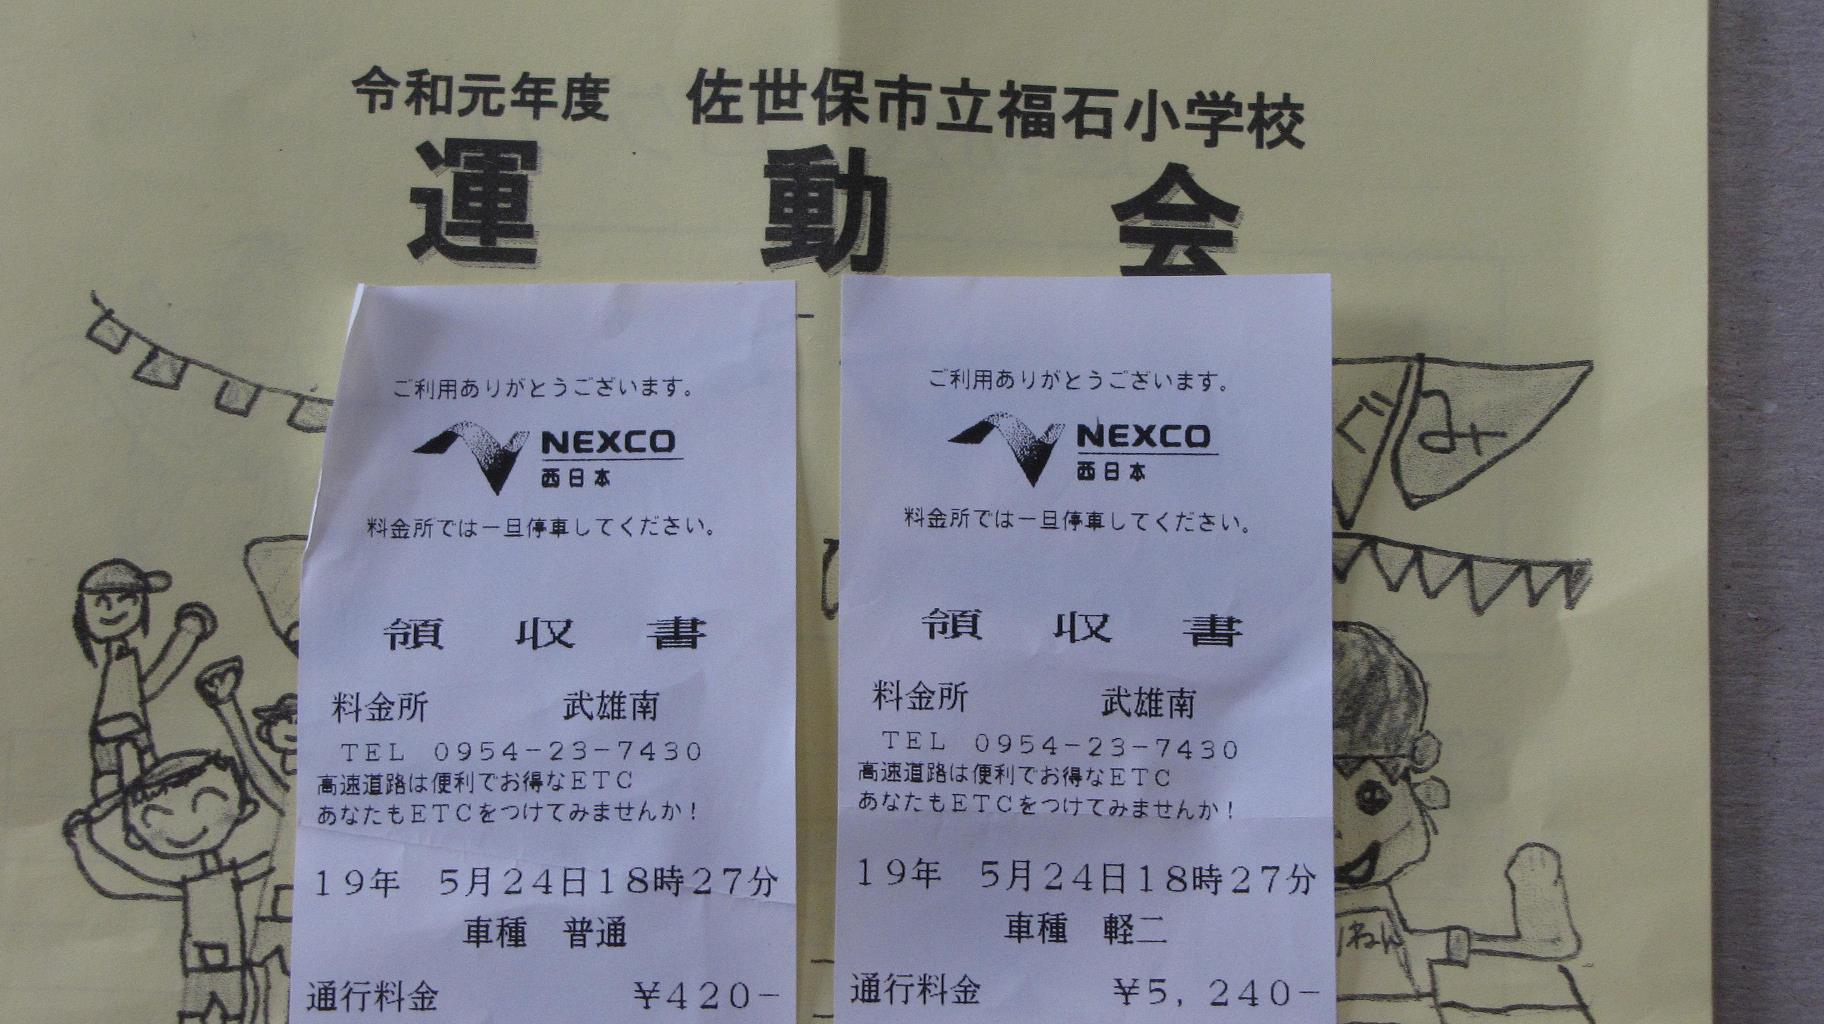 令和元年度 佐世保市立福石小学校
運動会
ご利用ありがとうございます。
NEXCO
西日本
料金所では一旦停車してください。
領収書
料金所 武雄南
TEL 0954-23-7430
高速道路は便利でお得なETC
あなたもETCをつけてみませんか!
19年 5月24日18時27分
車種 普通
通行料金 ¥420-
ご利用ありがとうございます。
NEXCO
西日本
料金所では一旦停車してください。
領収書
料金所 武雄南
TEL 0954-23-7430
高速道路は便利でお得なETC
あなたもETCをつけてみませんか!
19年 5月24日18時27分
車種 軽二
通行料金 ¥5,240-
ぐみ